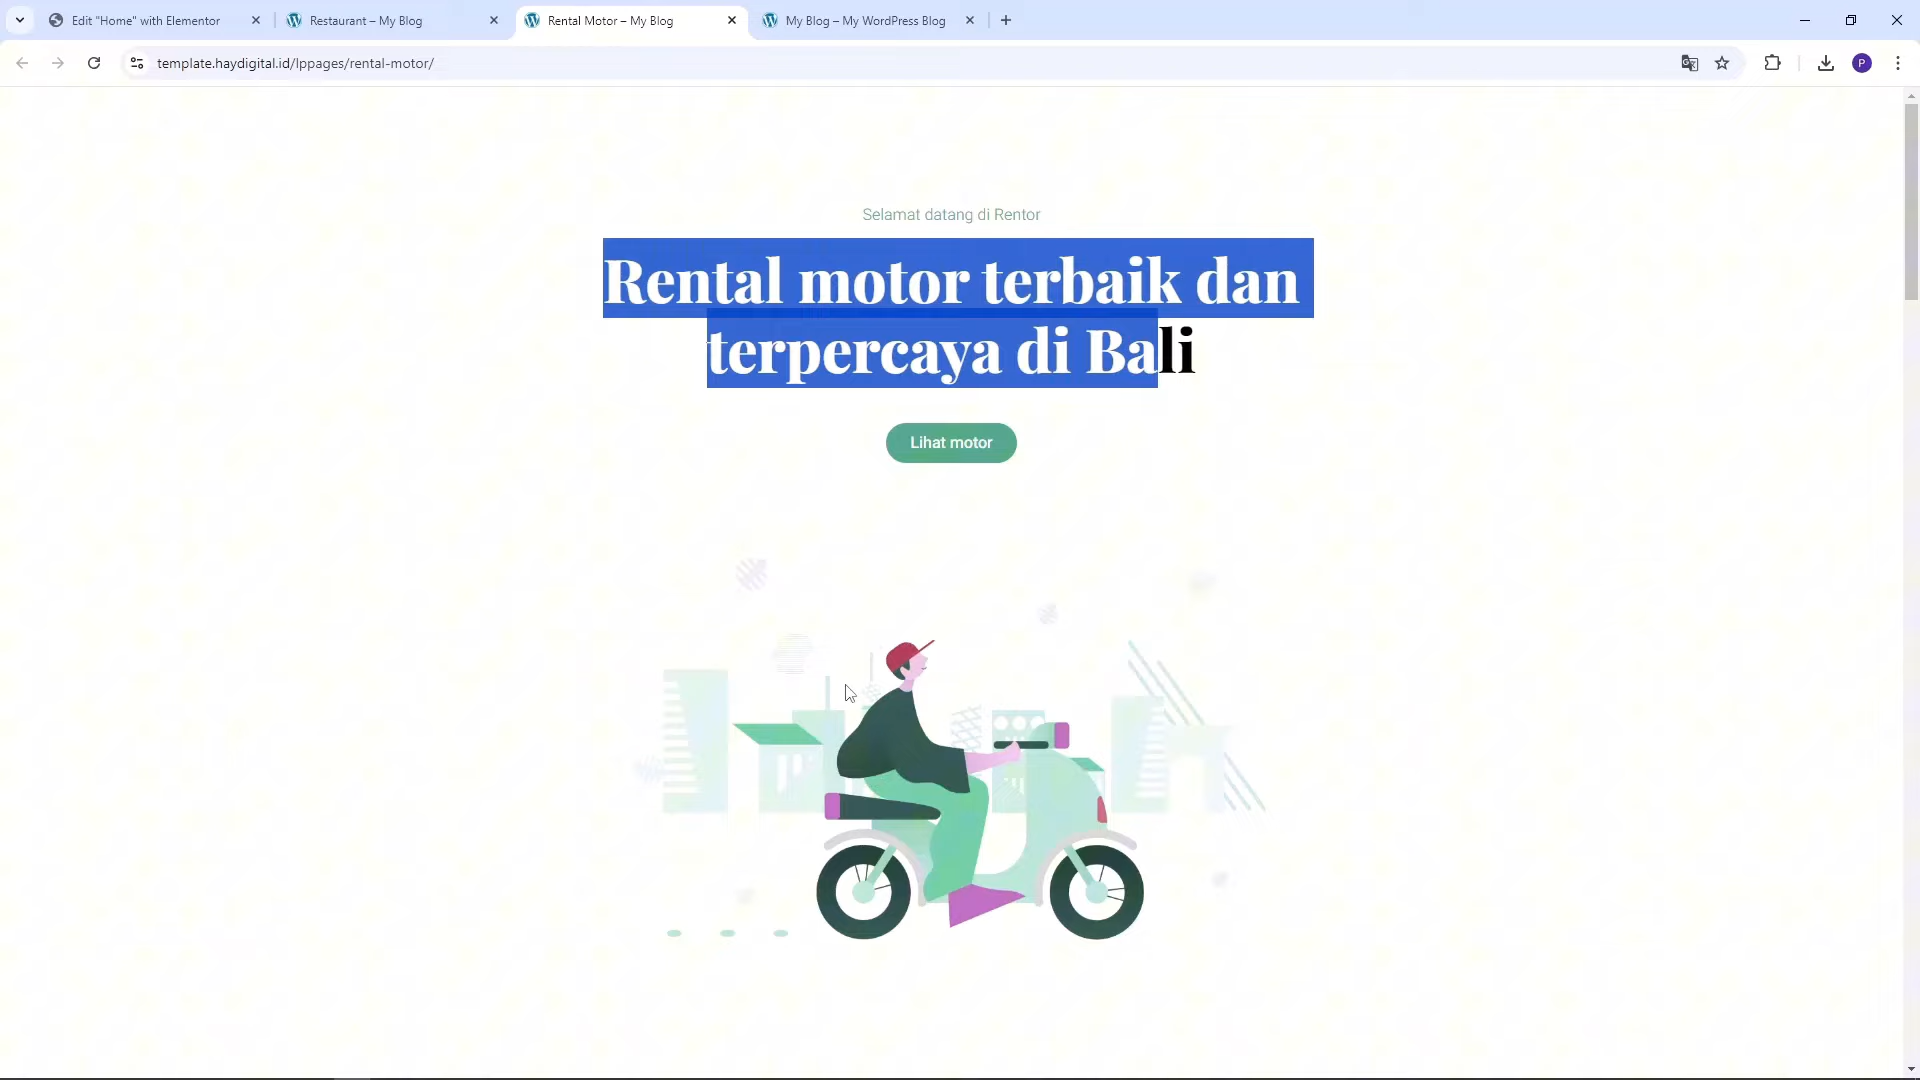 Edit "Home" with Elementor
Restaurant – My Blog
Rental Motor – My Blog
My Blog – My WordPress Blog
template.haydigital.id/lppages/rental-motor/
P
Selamat datang di Rentor
Rental motor terbaik dan
terpercaya di Bali
Lihat motor